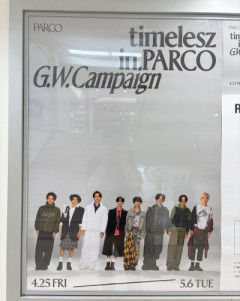 PARCO
timelesz
in PARCO
G.W.Campaign
4.25 FRI
5.6 TUE